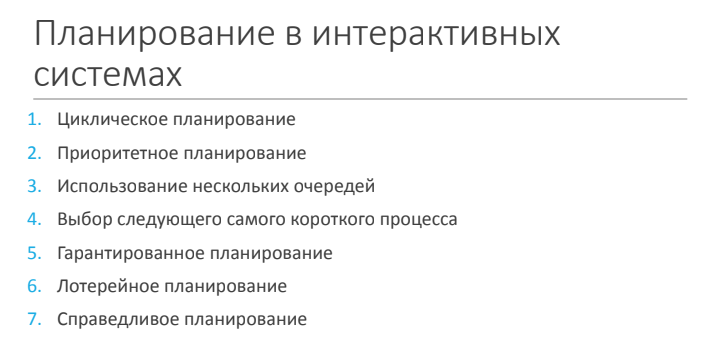 Планирование в интерактивных
системах
1. Циклическое планирование
2. Приоритетное планирование
3. Использование нескольких очередей
4. Выбор следующего самого короткого процесса
5. Гарантированное планирование
6. Лотерейное планирование
7. Справедливое планирование